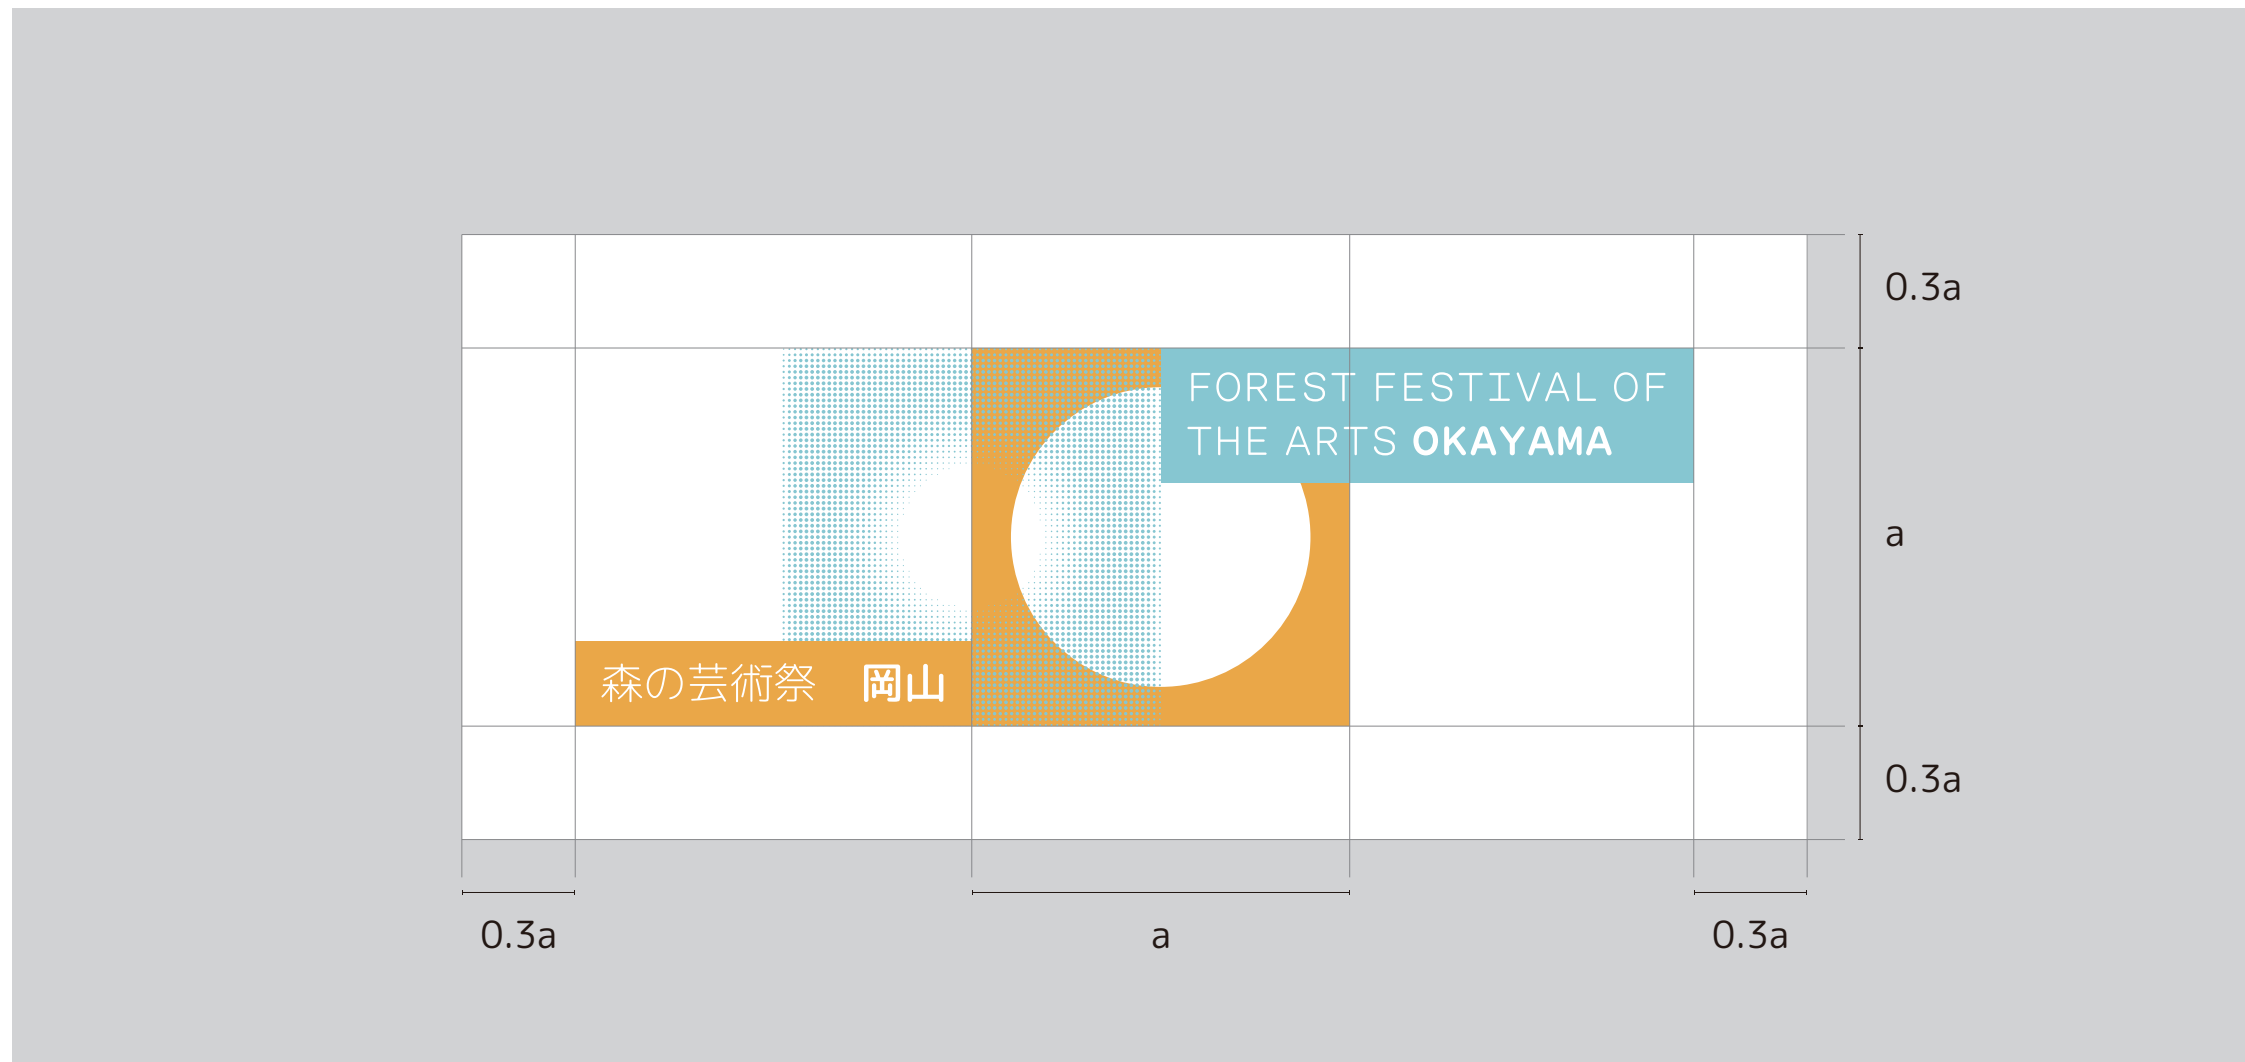 0.3a
FOREST FESTIVAL OF
THE ARTS OKAYAMA
a
森の芸術祭　岡山
0.3a
0.3a
a
0.3a